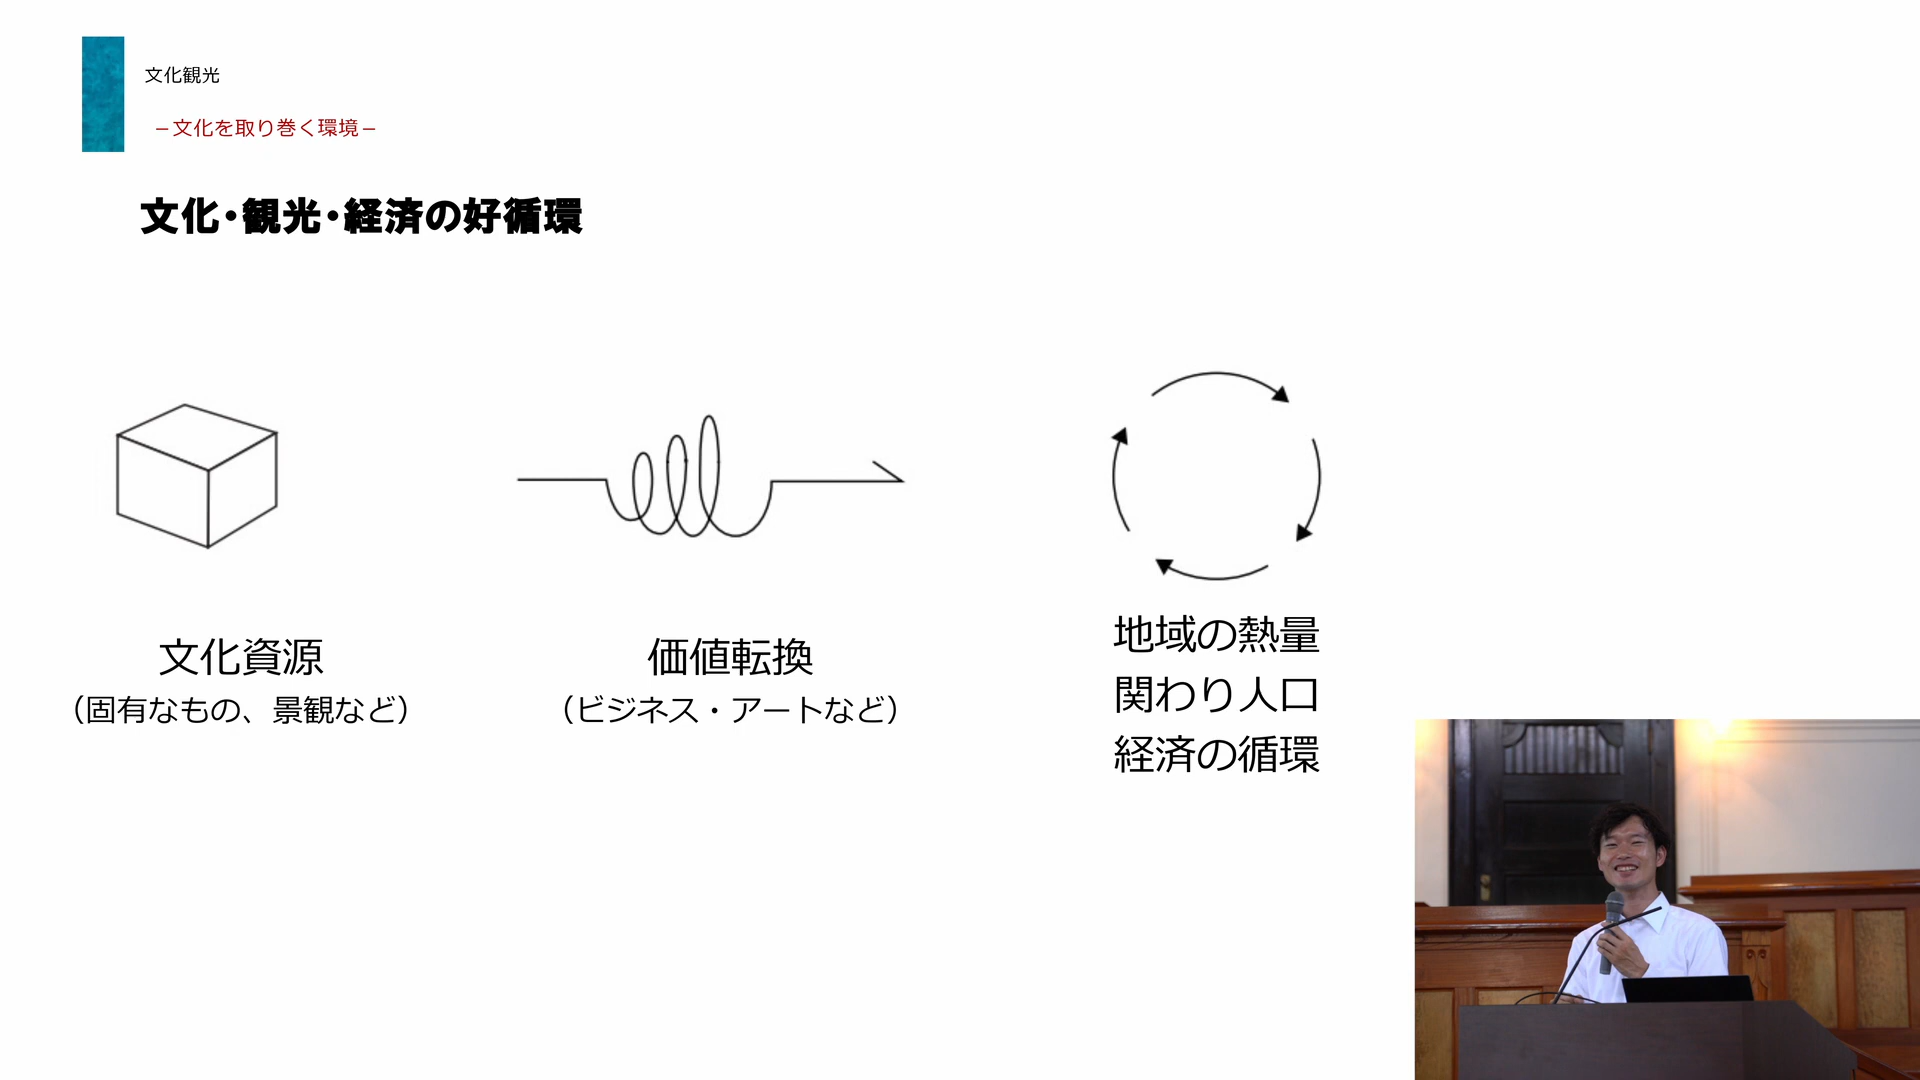 文化観光
– 文化を取り巻く環境 –
文化・観光・経済の好循環
文化資源
（固有なもの、景観など）
価値転換
（ビジネス・アートなど）
地域の熱量
関わり人口
経済の循環